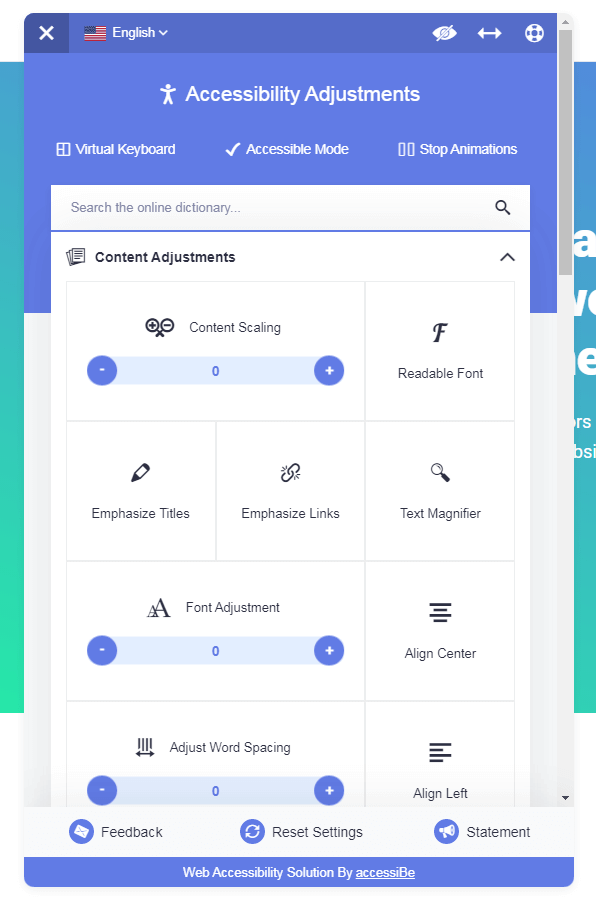 English
Accessibility Adjustments
Virtual Keyboard
Accessible Mode
Stop Animations
Search the online dictionary...
Content Adjustments
Content Scaling
- 0 +
Readable Font
Emphasize Titles
Emphasize Links
Text Magnifier
Font Adjustment
- 0 +
Align Center
Adjust Word Spacing
- 0 +
Align Left
Feedback
Reset Settings
Statement
Web Accessibility Solution By accessiBe